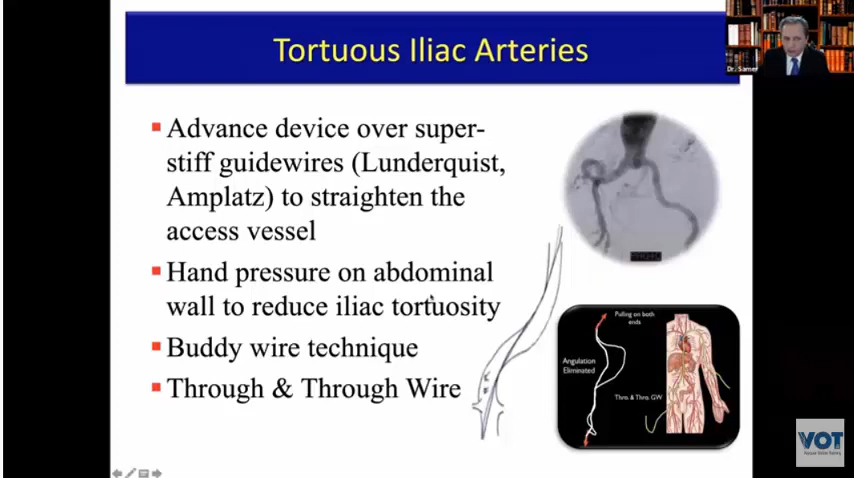 Tortuous Iliac Arteries
Dr. Samer
▪ Advance device over super-
stiff guidewires (Lunderquist,
Amplatz) to straighten the
access vessel
▪ Hand pressure on abdominal
wall to reduce iliac tortuosity
▪ Buddy wire technique
▪ Through & Through Wire
Pulling on both
ends
Angulation
Eliminated
Thro. & Thro. GW
VOT